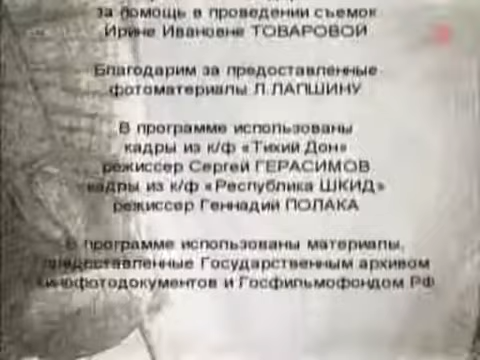 за помощь в проведении съемок
Ирине Ивановне ТОВАРОВОЙ
Благодарим за предоставленные
фотоматериалы Л.ЛАПШИНУ
В программе использованы
кадры из к/ф «Тихий Дон»
режиссер Сергей ГЕРАСИМОВ
кадры из к/ф «Республика ШКИД»
режиссер Геннадий ПОЛАКА
В программе использованы материалы,
предоставленные Государственным архивом
кинофотодокументов и Госфильмофондом РФ